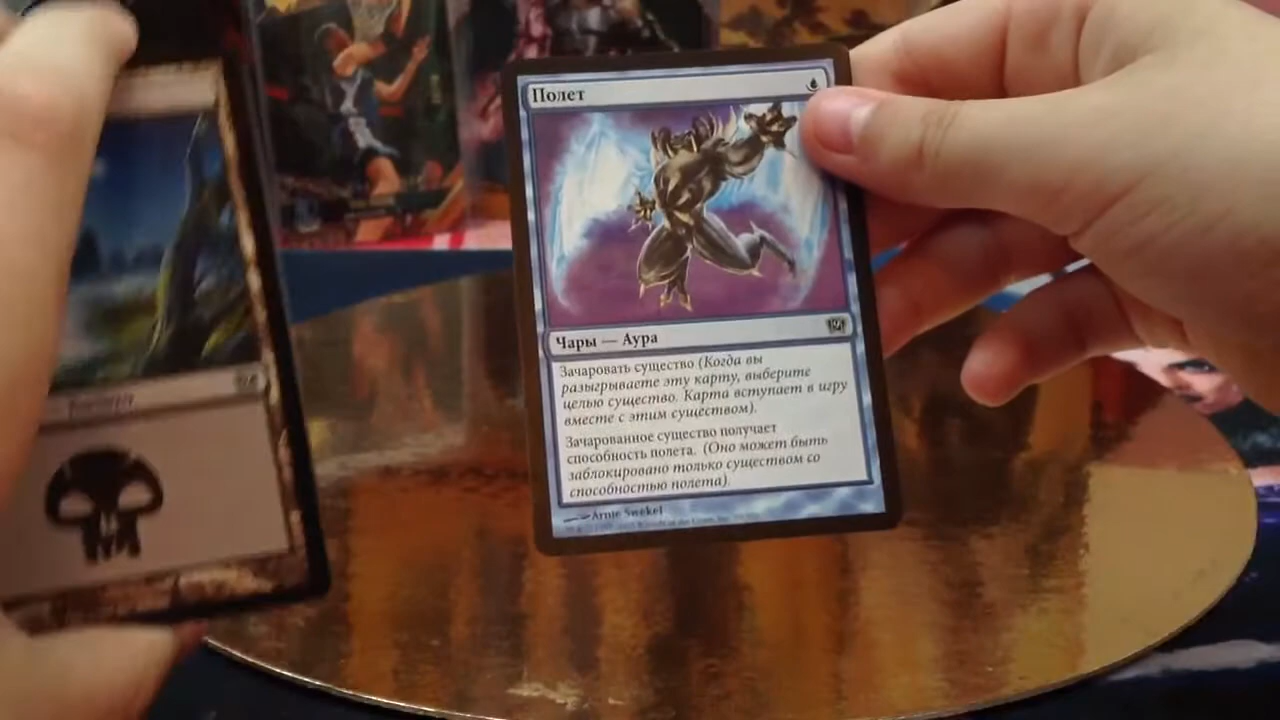 Полет
Чары — Аура
Зачаровать существо (Когда вы
разыгрываете эту карту, выберите
целью существо. Карта вступает в игру
вместе с этим существом).
Зачарованное существо получает
способность полета. (Оно может быть
заблокировано только существом со
способностью полета).
Arnie Swekel